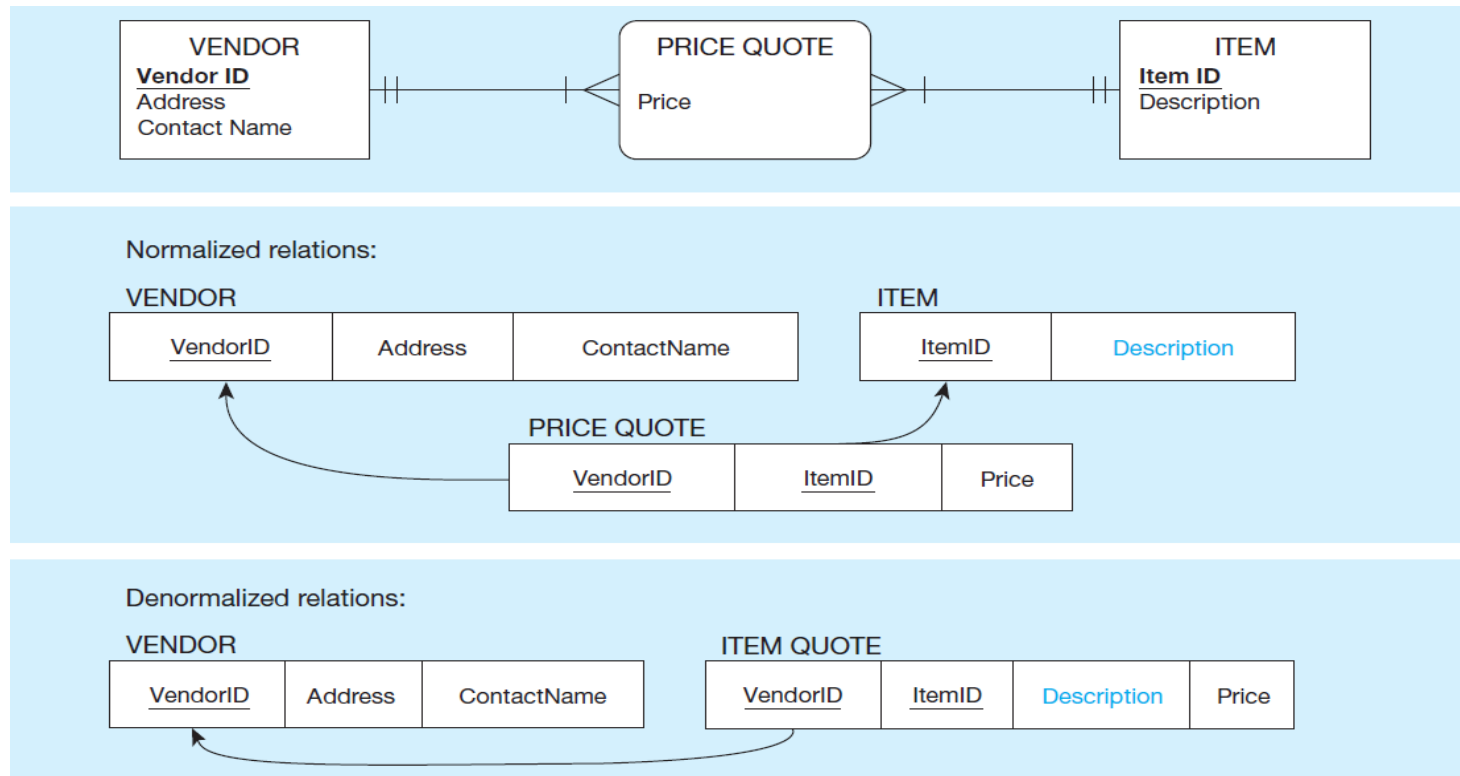 VENDOR
Vendor ID
Address
Contact Name
PRICE QUOTE
Price
ITEM
Item ID
Description
Normalized relations:
VENDOR
VendorID Address ContactName
ITEM
ItemID Description
PRICE QUOTE
VendorID ItemID Price
Denormalized relations:
VENDOR
VendorID Address ContactName
ITEM QUOTE
VendorID ItemID Description Price